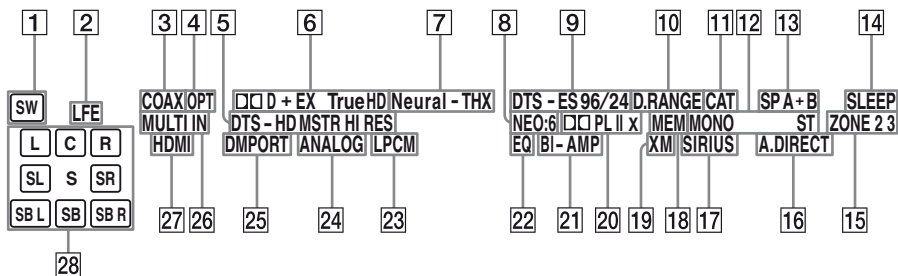 1 2 3 4 5 6 7 8 9 10 11 12 13 14
SW LFE COAX OPT D + EX TrueHD Neural - THX DTS - ES 96/24 D.RANGE CAT SP A + B SLEEP
MULTI IN DTS - HD MSTR HI RES NEO:6 PL II X MEM MONO ST ZONE 2 3
L C R HDMI DMPORT ANALOG LPCM EQ BI - AMP XM SIRIUS A.DIRECT
SL S SR
SB L SB SB R
27 26 25 24 23 22 21 20 19 18 17 16 15
28